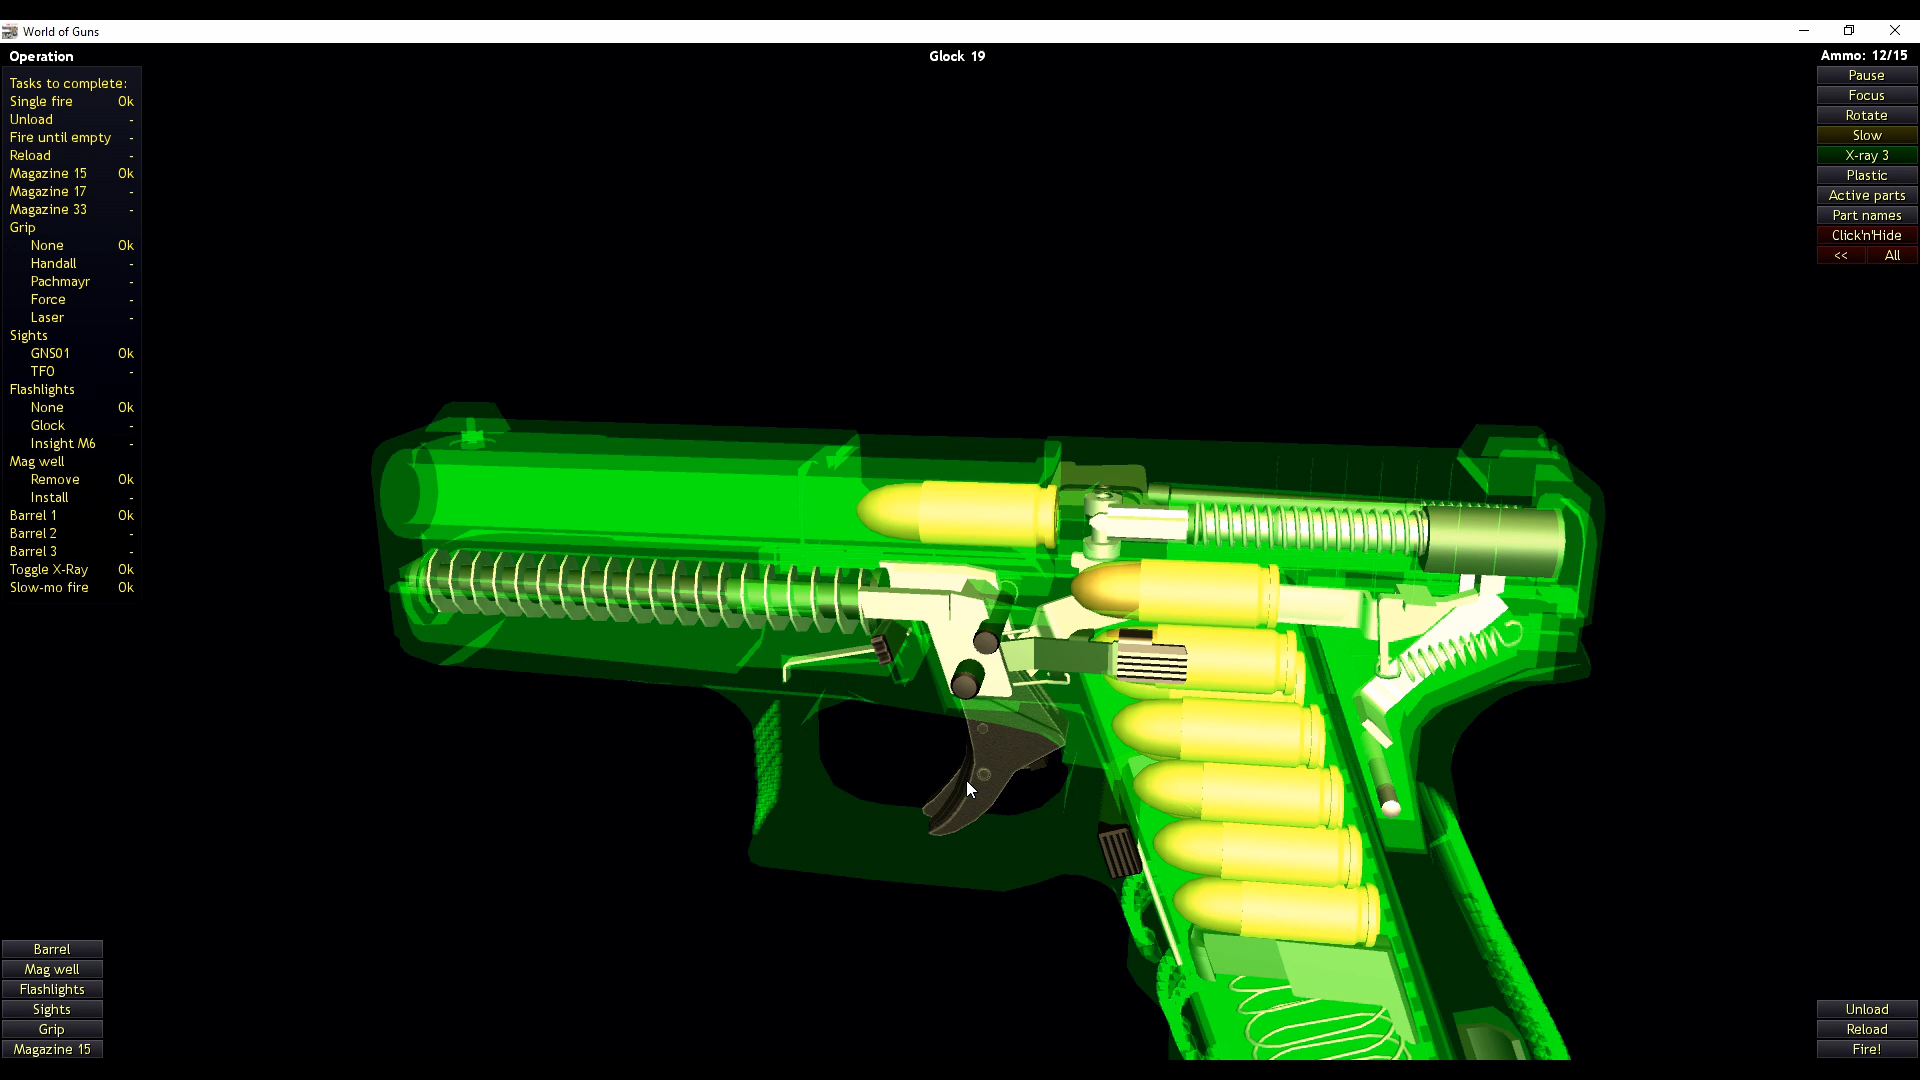 World of Guns
Operation
Glock 19
Ammo: 12/15
Tasks to complete:
Single fire Ok
Unload -
Fire until empty -
Reload -
Magazine 15 Ok
Magazine 17 -
Magazine 33 -
Grip
None Ok
Handall -
Pachmayr -
Force -
Laser -
Sights
GNS01 Ok
TFO -
Flashlights
None Ok
Glock -
Insight M6 -
Mag well
Remove Ok
Install -
Barrel 1 Ok
Barrel 2 -
Barrel 3 -
Toggle X-Ray Ok
Slow-mo fire Ok
Pause
Focus
Rotate
Slow
X-ray 3
Plastic
Active parts
Part names
Click'n'Hide
<< All
Barrel
Mag well
Flashlights
Sights
Grip
Magazine 15
Unload
Reload
Fire!